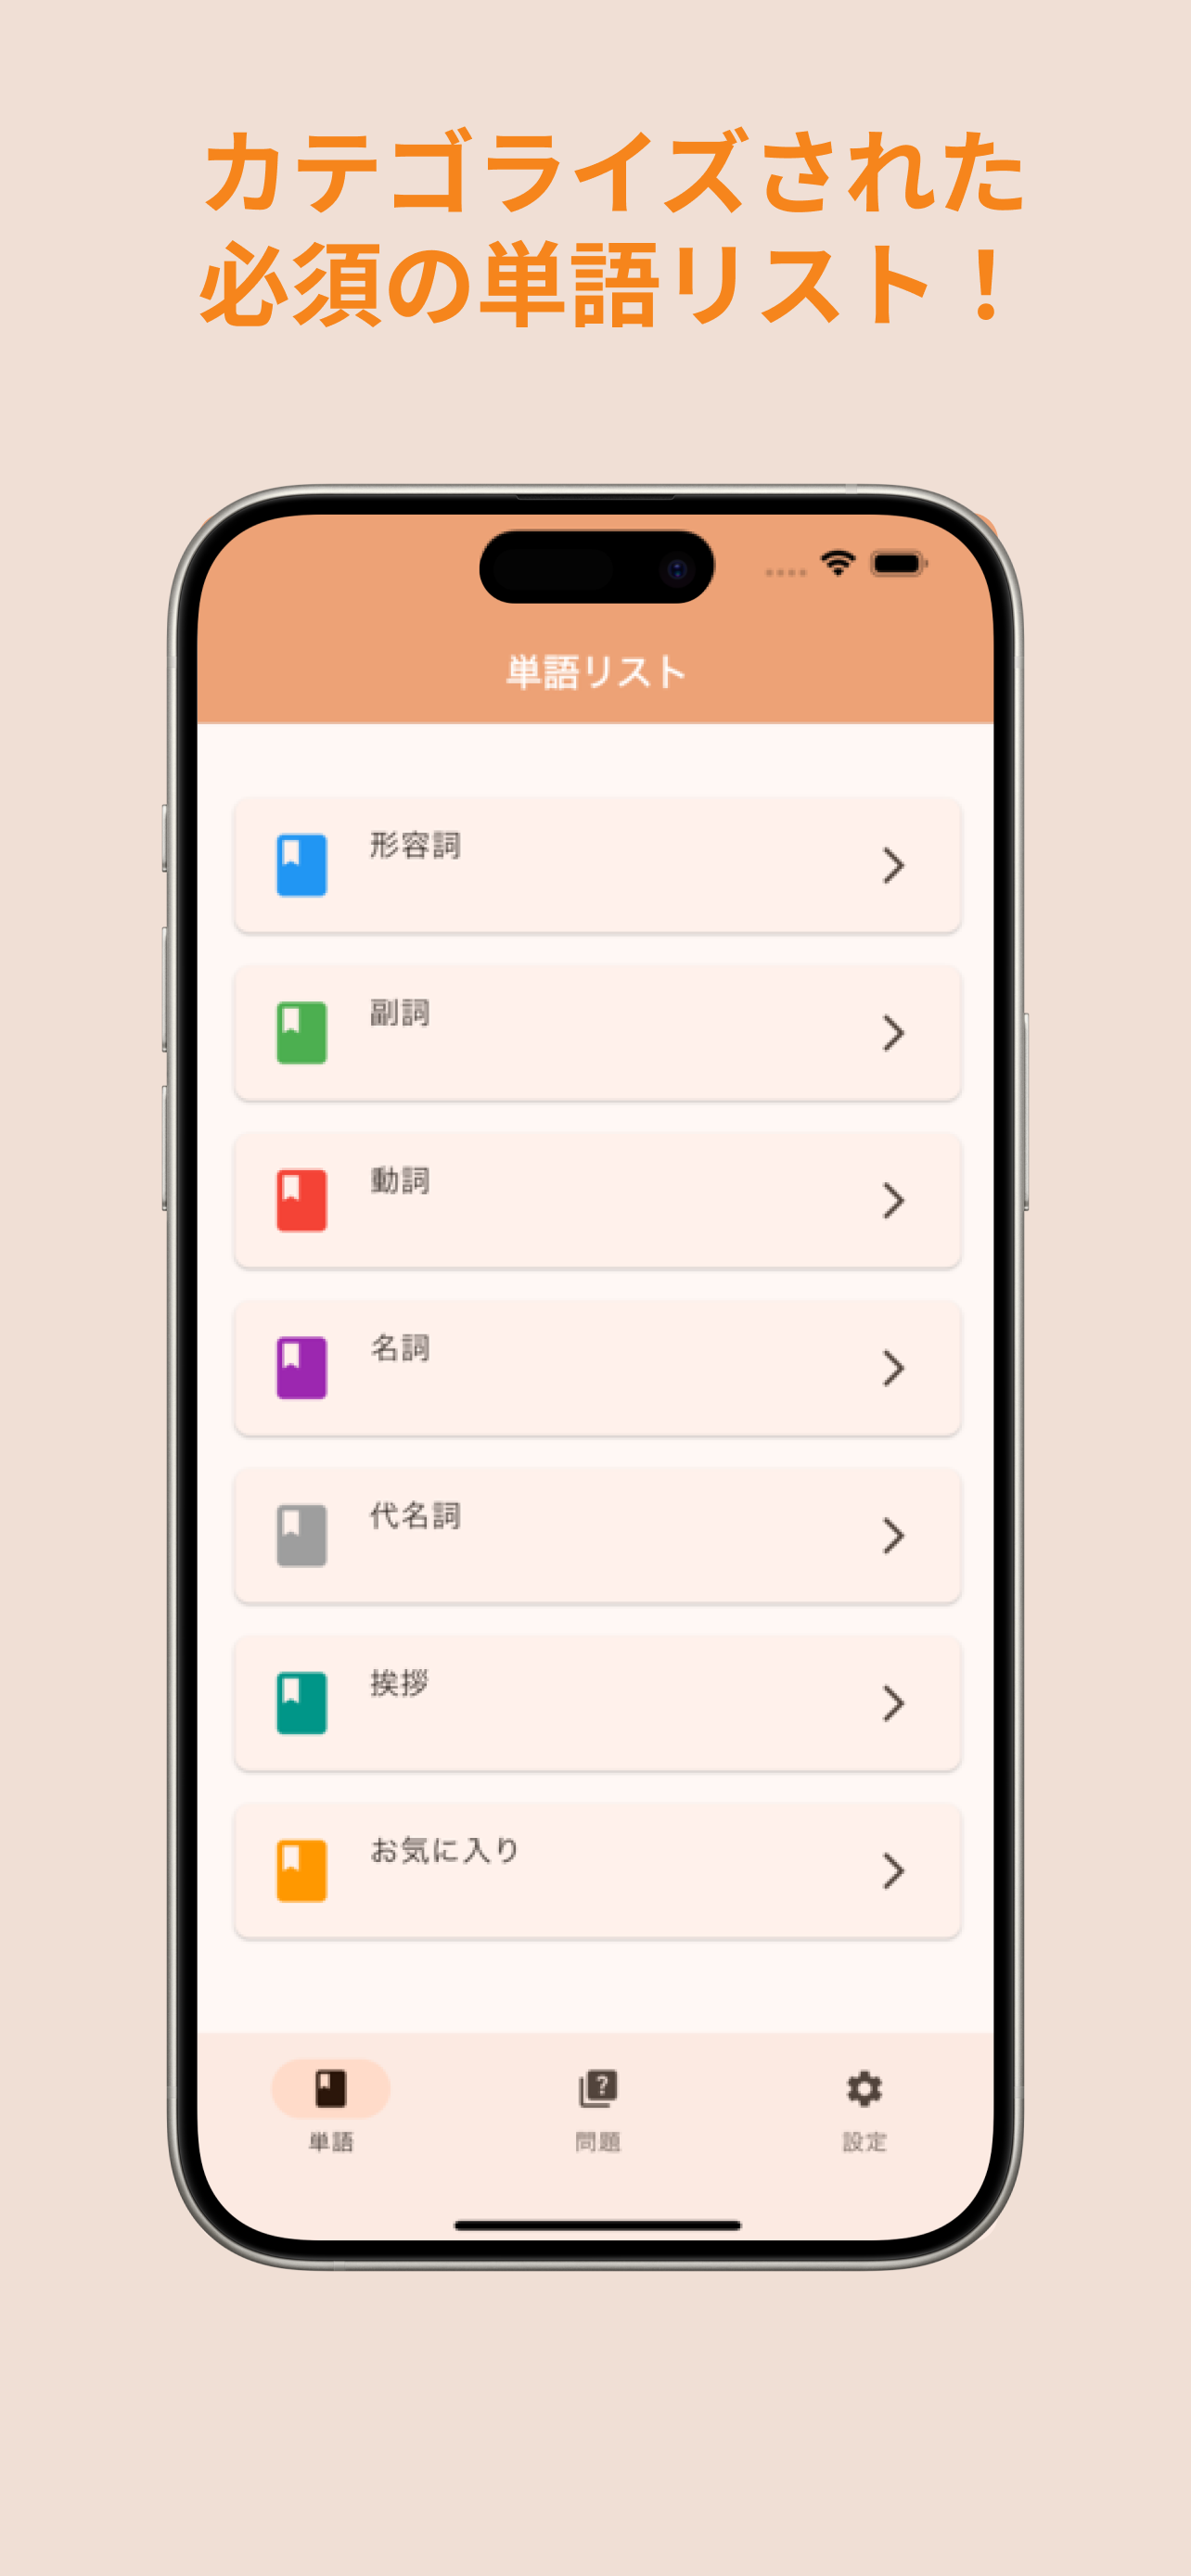 カテゴライズされた
必須の単語リスト！
単語リスト
形容詞
副詞
動詞
名詞
代名詞
挨拶
お気に入り
単語
問題
設定